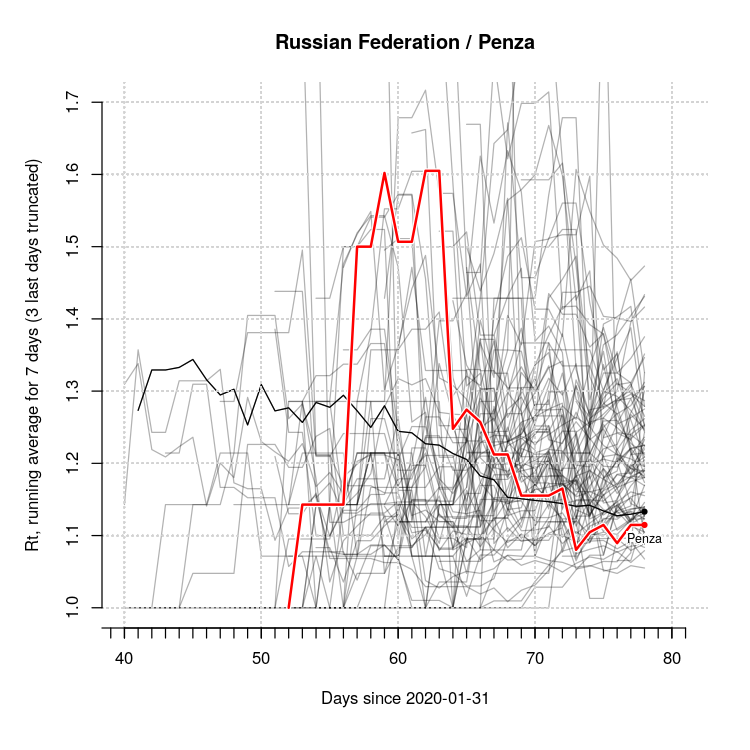 Russian Federation / Penza
Rt, running average for 7 days (3 last days truncated)
1.7
1.6
1.5
1.4
1.3
1.2
1.1
1.0
Penza
40 50 60 70 80
Days since 2020-01-31